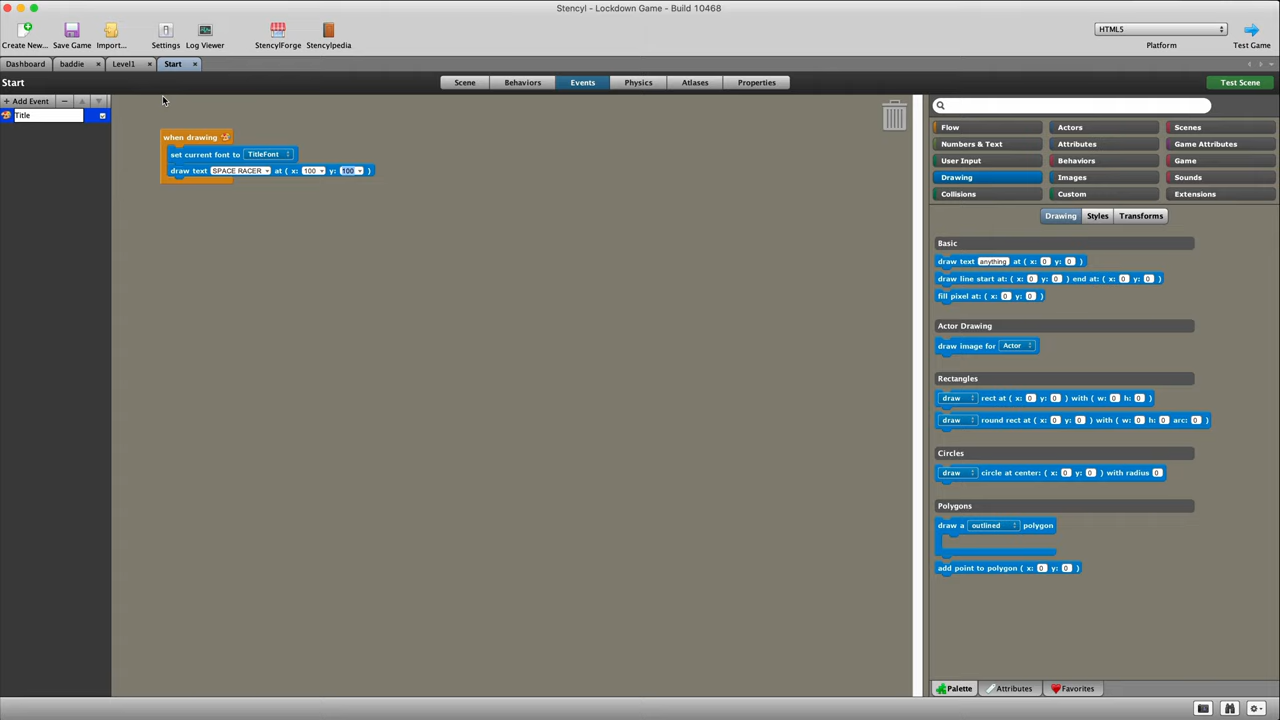 Stencyl - Lockdown Game - Build 10468
Create New... Save Game Import... Settings Log Viewer StencylForge Stencylpedia HTML5 Platform Test Game
Dashboard baddie × Level1 × Start ×
Start Scene Behaviors Events Physics Atlases Properties Test Scene
+ Add Event
Title
when drawing
set current font to TitleFont
draw text SPACE RACER at ( x: 100 y: 100 )
Flow Actors Scenes
Numbers & Text Attributes Game Attributes
User Input Behaviors Game
Drawing Images Sounds
Collisions Custom Extensions
Drawing Styles Transforms
Basic
draw text anything at ( x: 0 y: 0 )
draw line start at: ( x: 0 y: 0 ) end at: ( x: 0 y: 0 )
fill pixel at: ( x: 0 y: 0 )
Actor Drawing
draw image for Actor
Rectangles
draw rect at ( x: 0 y: 0 ) with ( w: 0 h: 0 )
draw round rect at ( x: 0 y: 0 ) with ( w: 0 h: 0 arc: 0 )
Circles
draw circle at center: ( x: 0 y: 0 ) with radius 0
Polygons
draw a outlined polygon
add point to polygon ( x: 0 y: 0 )
Palette Attributes Favorites